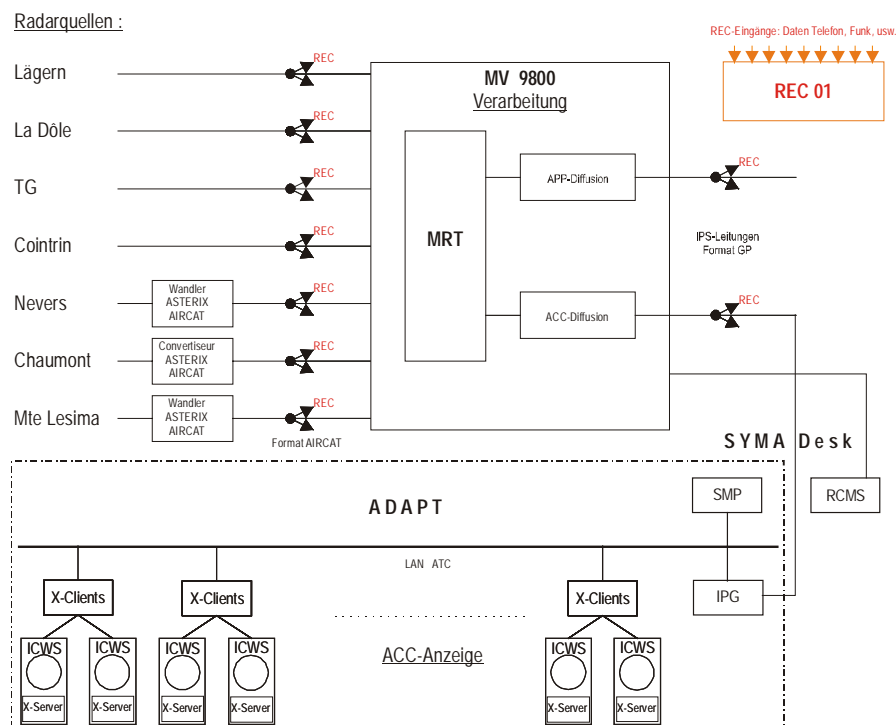 Radarquellen :
REC-Eingänge: Daten Telefon, Funk, usw.
REC 01
Lägern
REC
La Dôle
REC
TG
REC
Cointrin
REC
Nevers
Wandler
ASTERIX
AIRCAT
REC
Chaumont
Convertiseur
ASTERIX
AIRCAT
REC
Mte Lesima
Wandler
ASTERIX
AIRCAT
REC
Format AIRCAT
MV 9800
Verarbeitung
MRT
APP-Diffusion
REC
IPS-Leitungen
Format GP
ACC-Diffusion
REC
SYMA Desk
SMP
RCMS
ADAPT
LAN ATC
X-Clients
X-Clients
X-Clients
IPG
ICWS
ICWS
ICWS
ICWS
ICWS
ICWS
ACC-Anzeige
X-Server
X-Server
X-Server
X-Server
X-Server
X-Server